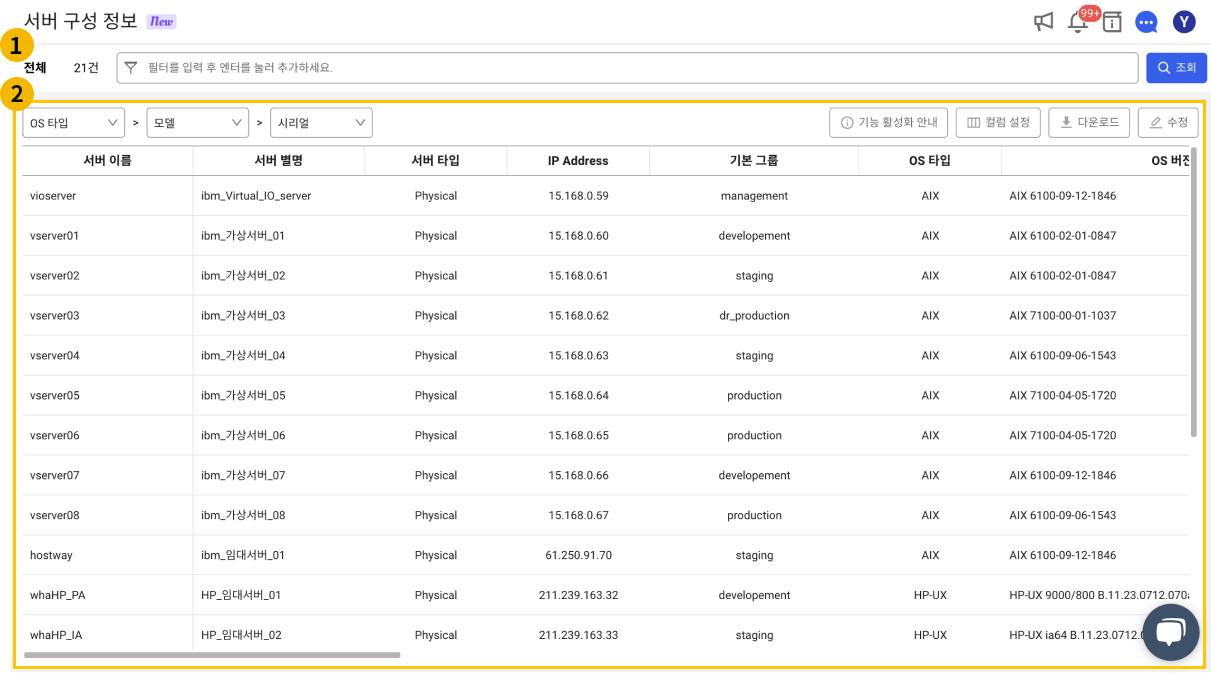 서버 구성 정보 New
99+
Y
1
전체 21건 필터를 입력 후 엔터를 눌러 추가하세요. 조회
2
OS 타입 > 모델 > 시리얼 기능 활성화 안내 컬럼 설정 다운로드 수정
서버 이름 서버 별명 서버 타입 IP Address 기본 그룹 OS 타입 OS 버전
vioserver ibm_Virtual_IO_server Physical 15.168.0.59 management AIX AIX 6100-09-12-1846
vserver01 ibm_가상서버_01 Physical 15.168.0.60 developement AIX AIX 6100-02-01-0847
vserver02 ibm_가상서버_02 Physical 15.168.0.61 staging AIX AIX 6100-02-01-0847
vserver03 ibm_가상서버_03 Physical 15.168.0.62 dr_production AIX AIX 7100-00-01-1037
vserver04 ibm_가상서버_04 Physical 15.168.0.63 staging AIX AIX 6100-09-06-1543
vserver05 ibm_가상서버_05 Physical 15.168.0.64 production AIX AIX 7100-04-05-1720
vserver06 ibm_가상서버_06 Physical 15.168.0.65 production AIX AIX 7100-04-05-1720
vserver07 ibm_가상서버_07 Physical 15.168.0.66 developement AIX AIX 6100-09-12-1846
vserver08 ibm_가상서버_08 Physical 15.168.0.67 production AIX AIX 6100-09-06-1543
hostway ibm_임대서버_01 Physical 61.250.91.70 staging AIX AIX 6100-09-12-1846
whaHP_PA HP_임대서버_01 Physical 211.239.163.32 developement HP-UX HP-UX 9000/800 B.11.23.0712.070
whaHP_IA HP_임대서버_02 Physical 211.239.163.33 staging HP-UX HP-UX ia64 B.11.23.0712.